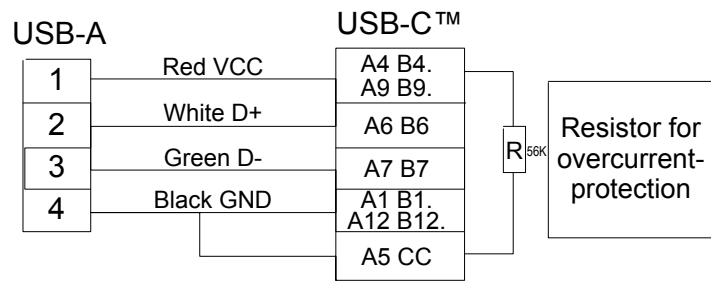 USB-A
USB-C™
1
Red VCC
A4 B4.
A9 B9.
2
White D+
A6 B6
3
Green D-
A7 B7
4
Black GND
A1 B1.
A12 B12.
A5 CC
R 56K
Resistor for
overcurrent-
protection